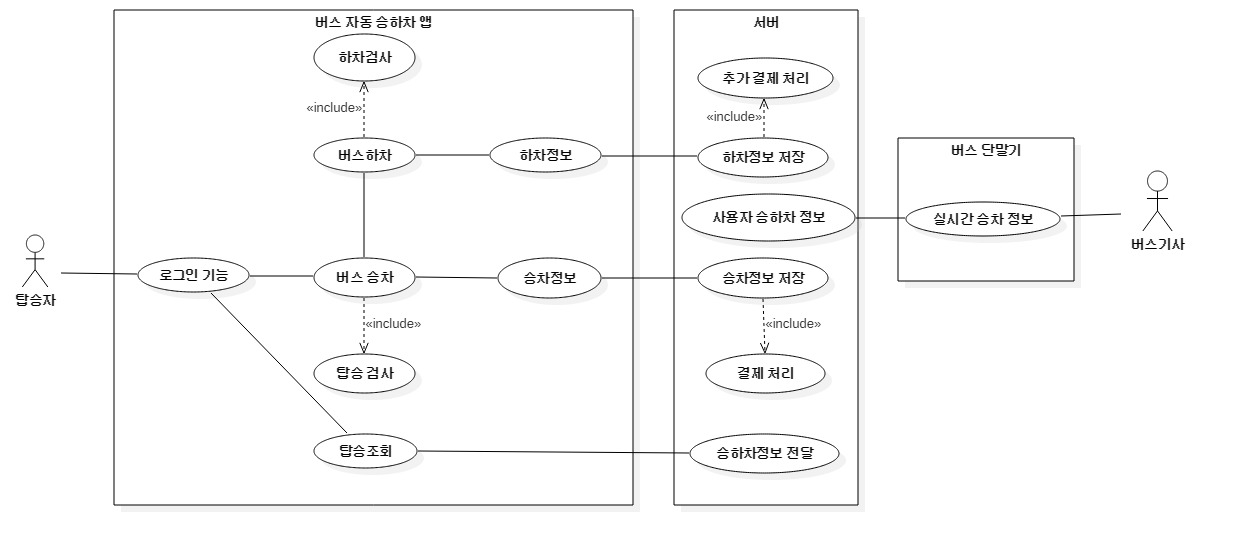 버스 자동 승하차 앱
하차검사
«include»
버스하차
하차정보
탑승자
로그인 기능
버스 승차
승차정보
«include»
탑승 검사
탑승조회
서버
추가 결제 처리
«include»
하차정보 저장
사용자 승하차 정보
승차정보 저장
«include»
결제 처리
승하차정보 전달
버스 단말기
실시간 승차 정보
버스기사